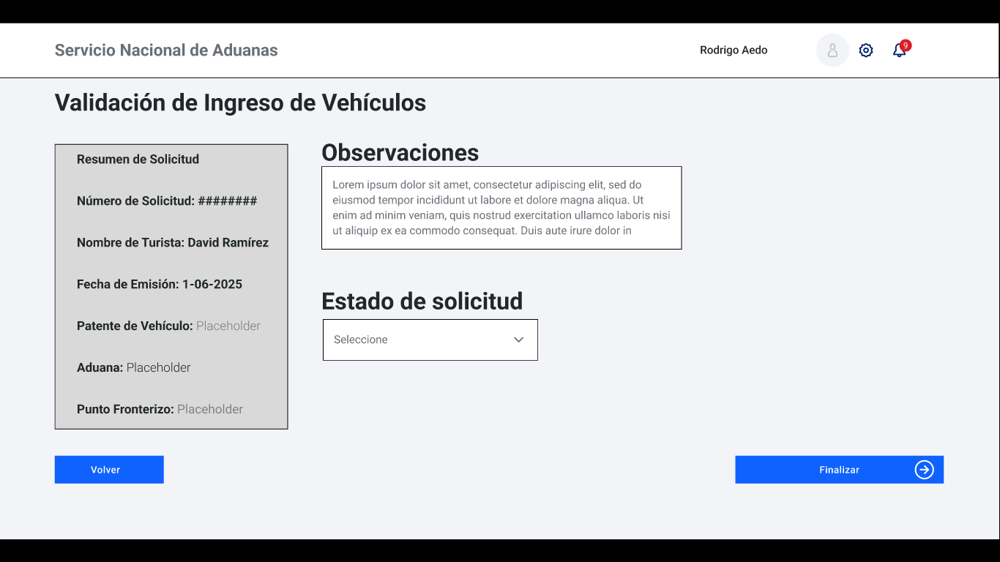 Servicio Nacional de Aduanas
Rodrigo Aedo
9
Validación de Ingreso de Vehículos
Resumen de Solicitud
Número de Solicitud: ########
Nombre de Turista: David Ramírez
Fecha de Emisión: 1-06-2025
Patente de Vehículo: Placeholder
Aduana: Placeholder
Punto Fronterizo: Placeholder
Observaciones
Lorem ipsum dolor sit amet, consectetur adipiscing elit, sed do
eiusmod tempor incididunt ut labore et dolore magna aliqua. Ut
enim ad minim veniam, quis nostrud exercitation ullamco laboris nisi
ut aliquip ex ea commodo consequat. Duis aute irure dolor in
Estado de solicitud
Seleccione
Volver
Finalizar